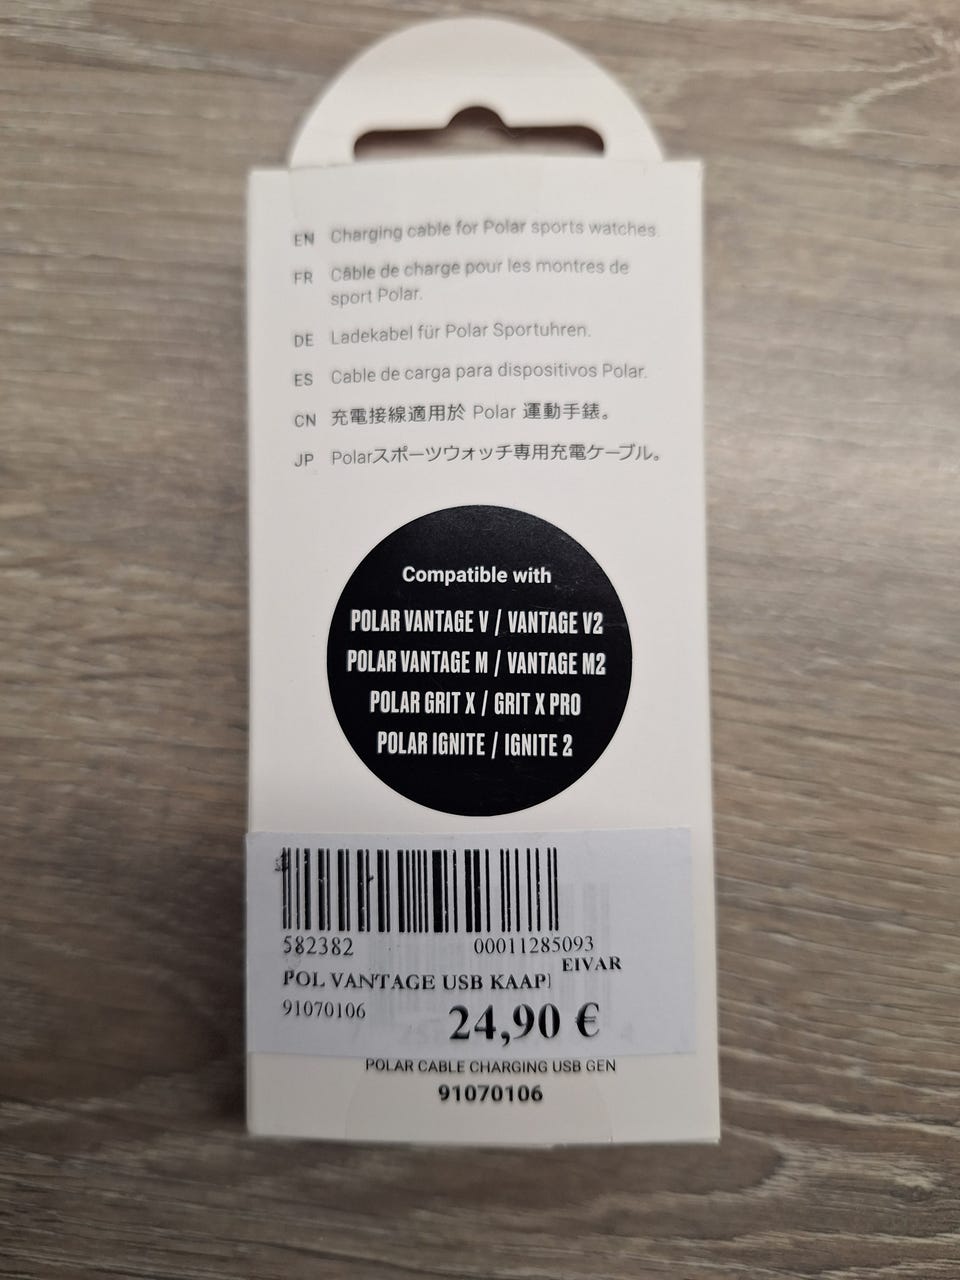 EN Charging cable for Polar sports watches.
FR Câble de charge pour les montres de
sport Polar.
DE Ladekabel für Polar Sportuhren.
ES Cable de carga para dispositivos Polar.
CN 充電接線適用於 Polar 運動手錶。
JP Polarスポーツウォッチ専用充電ケーブル。
Compatible with
POLAR VANTAGE V / VANTAGE V2
POLAR VANTAGE M / VANTAGE M2
POLAR GRIT X / GRIT X PRO
POLAR IGNITE / IGNITE 2
582382 00011285093
EIVAR
POL VANTAGE USB KAAP
91070106 24,90 €
POLAR CABLE CHARGING USB GEN
91070106